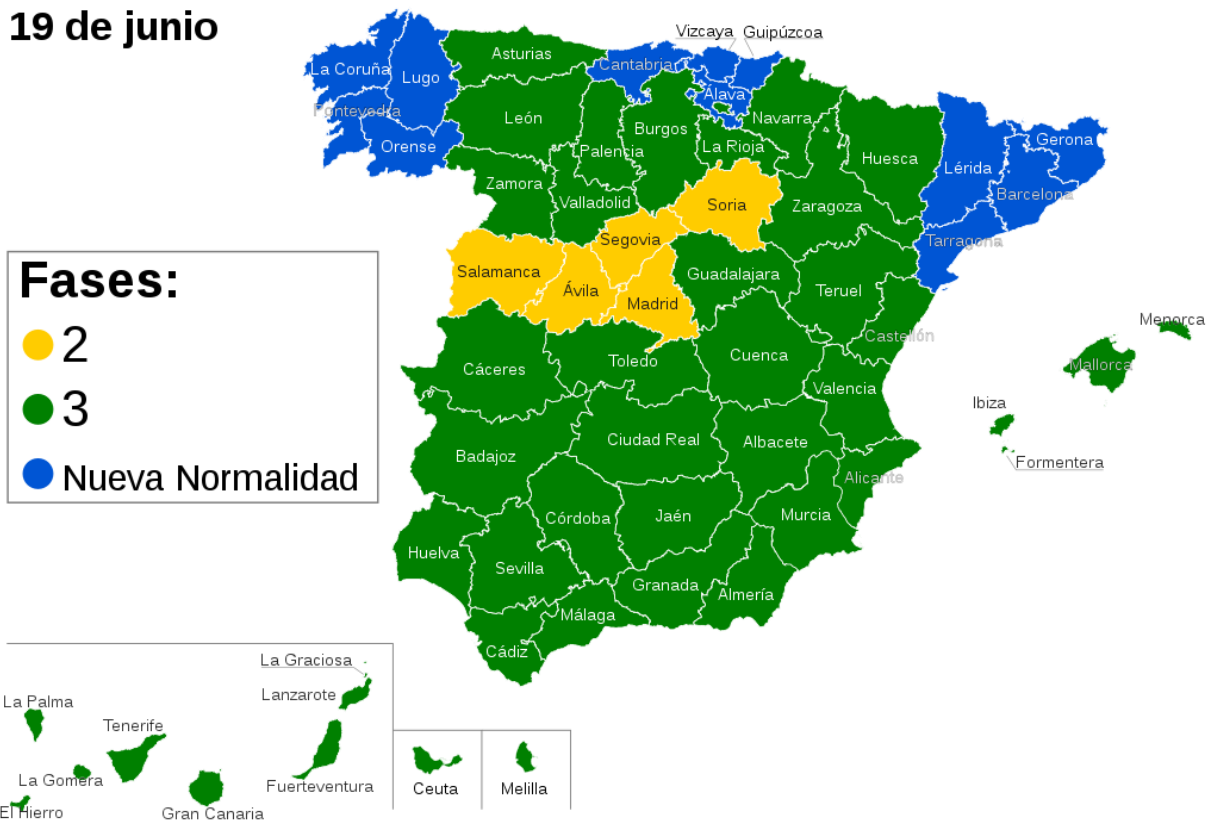 19 de junio
Vizcaya
Guipúzcoa
Asturias
Cantabria
La Coruña
Lugo
Álava
Pontevedra
León
Burgos
Navarra
Orense
Palencia
La Rioja
Huesca
Gerona
Lérida
Zamora
Valladolid
Soria
Zaragoza
Barcelona
Segovia
Tarragona
Salamanca
Ávila
Madrid
Guadalajara
Teruel
Fases:
2
3
Nueva Normalidad
Castellón
Menorca
Cáceres
Toledo
Cuenca
Mallorca
Valencia
Ibiza
Badajoz
Ciudad Real
Albacete
Formentera
Alicante
Córdoba
Jaén
Murcia
Huelva
Sevilla
Granada
Almería
Málaga
Cádiz
La Graciosa
Lanzarote
La Palma
Tenerife
La Gomera
Fuerteventura
El Hierro
Gran Canaria
Ceuta
Melilla